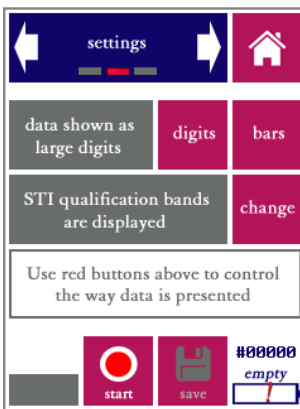 settings
data shown as
large digits
digits
bars
STI qualification bands
are displayed
change
Use red buttons above to control
the way data is presented
start
save
#00000
empty
!